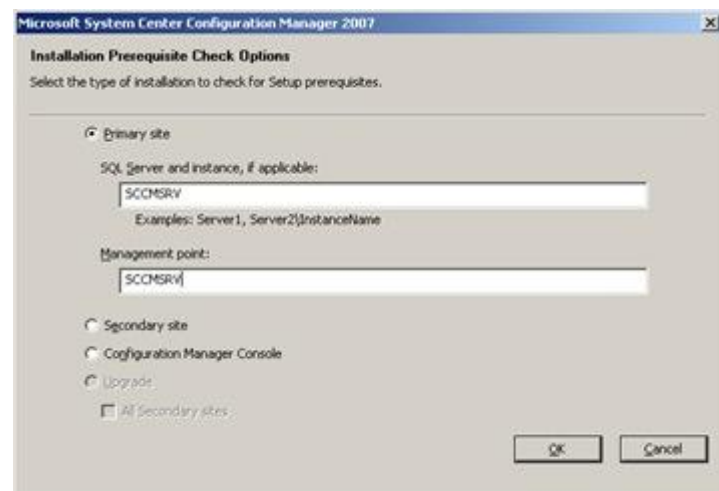 Microsoft System Center Configuration Manager 2007
Installation Prerequisite Check Options
Select the type of installation to check for Setup prerequisites.
Primary site
SQL Server and instance, if applicable:
SCCMSRV
Examples: Server1, Server2\InstanceName
Management point:
SCCMSRV
Secondary site
Configuration Manager Console
Upgrade
All Secondary sites
OK Cancel